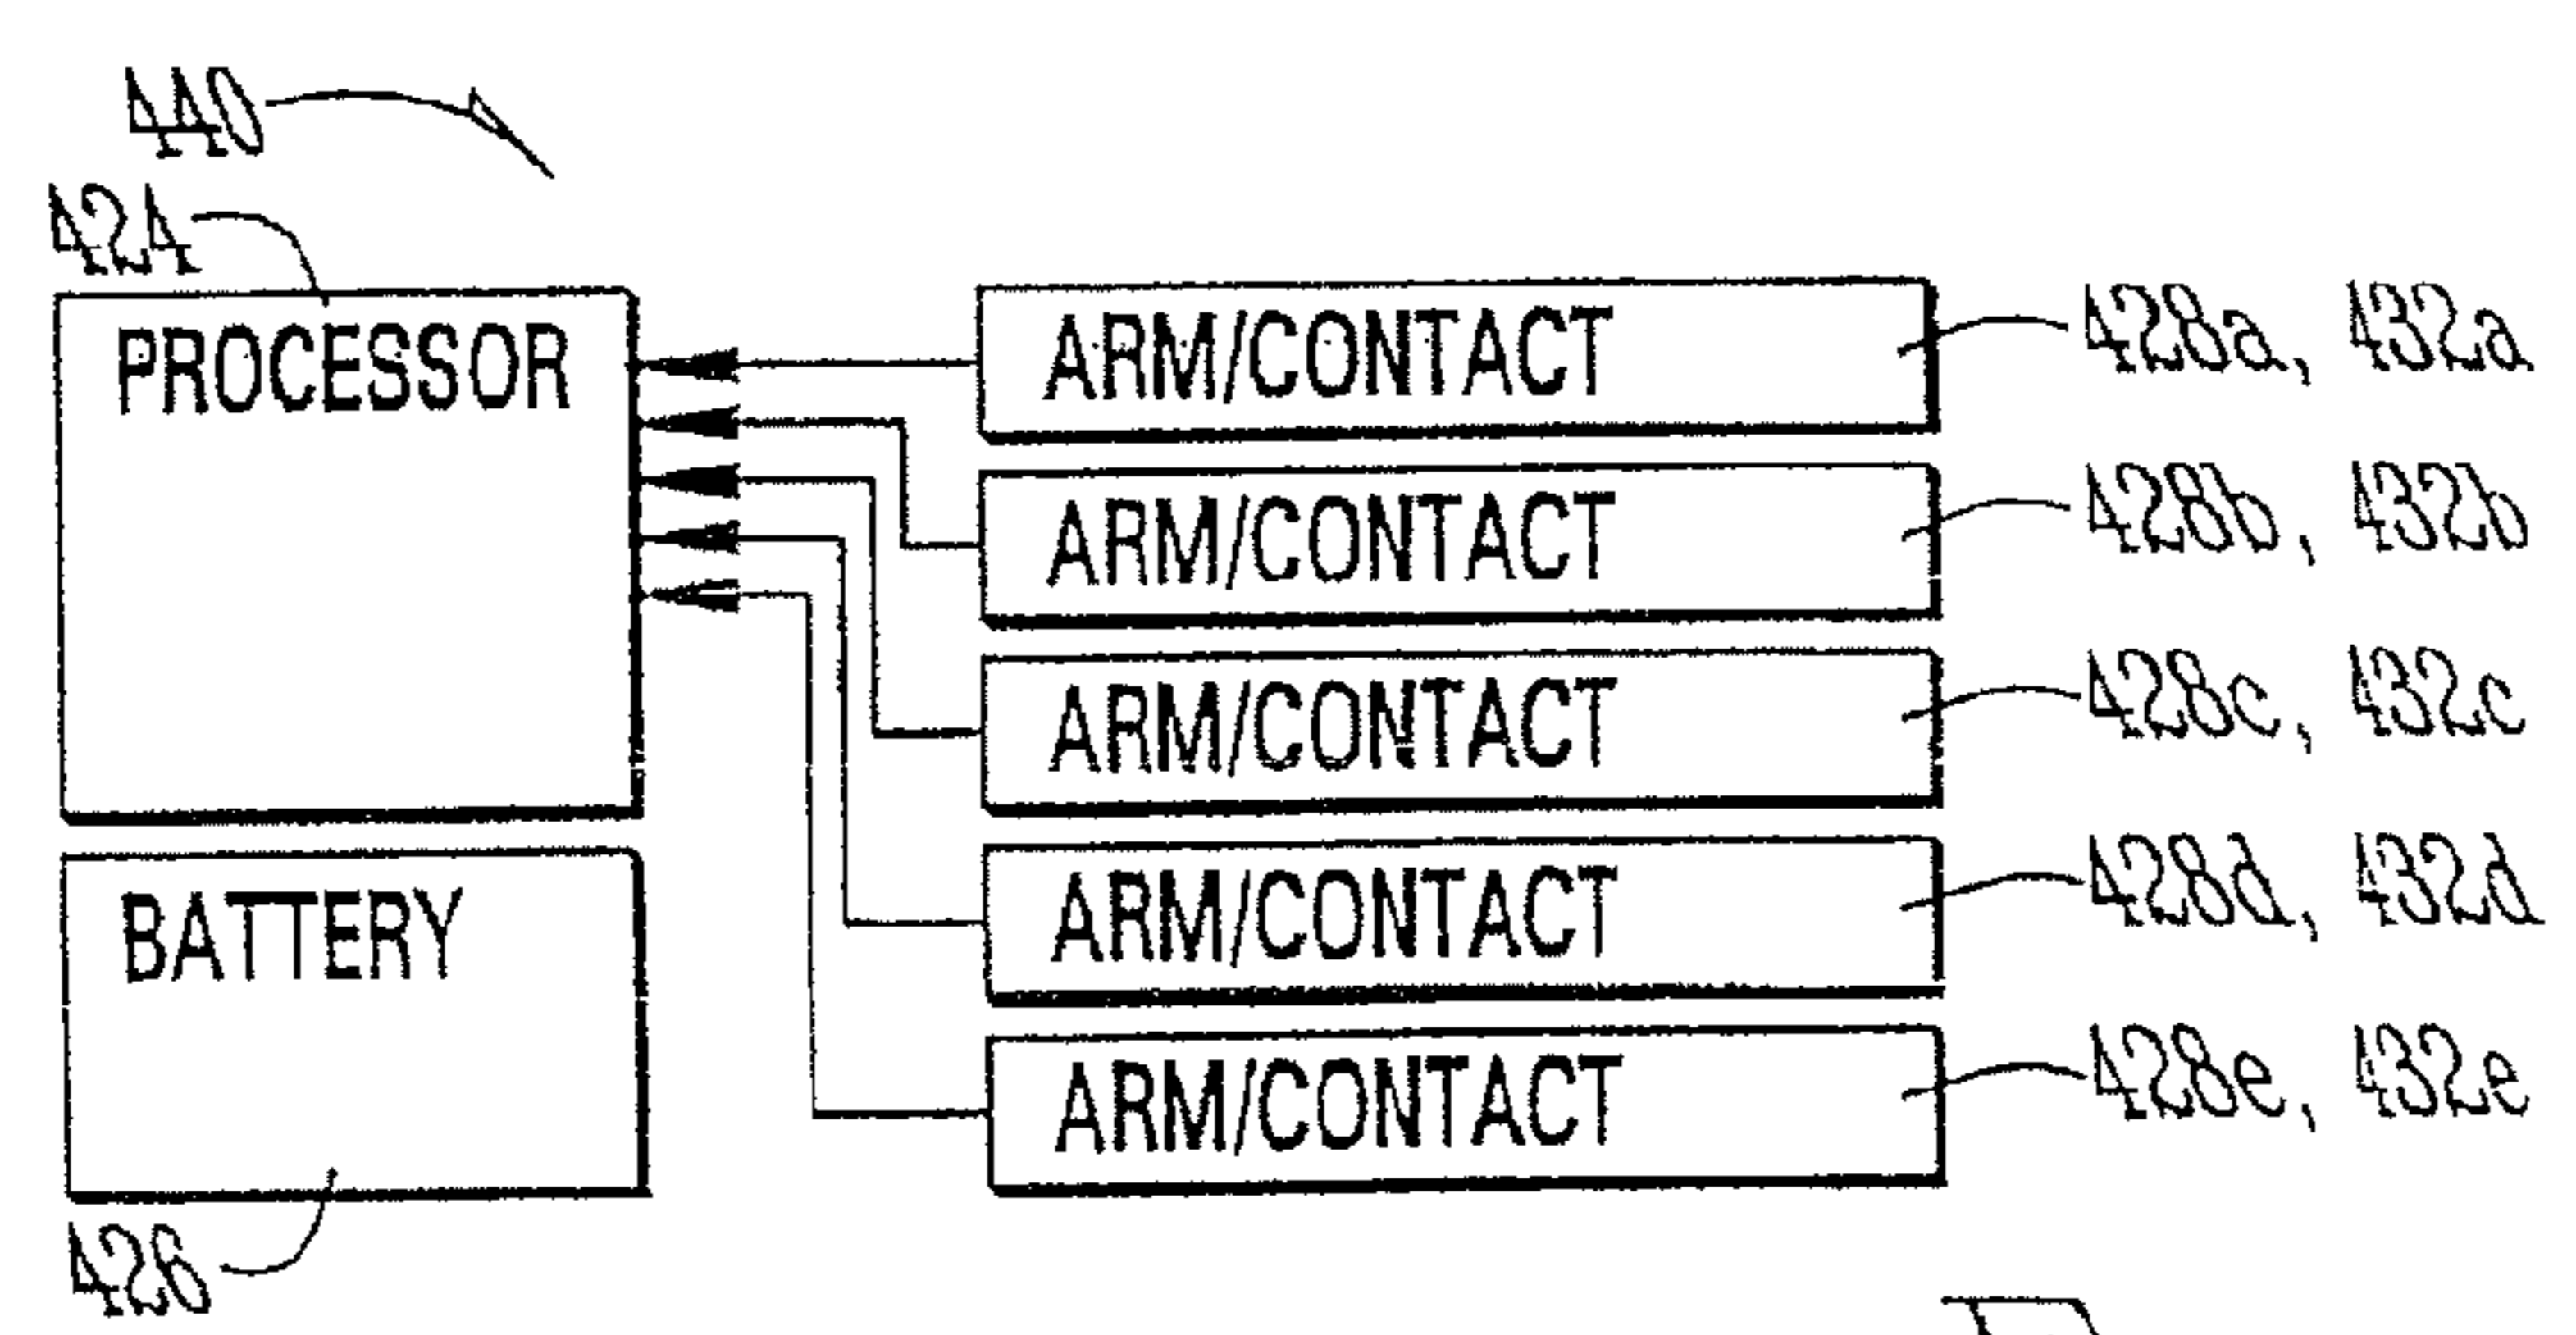 440
424
PROCESSOR
ARM/CONTACT 428a, 432a
ARM/CONTACT 428b, 432b
ARM/CONTACT 428c, 432c
ARM/CONTACT 428d, 432d
BATTERY
ARM/CONTACT 428e, 432e
426